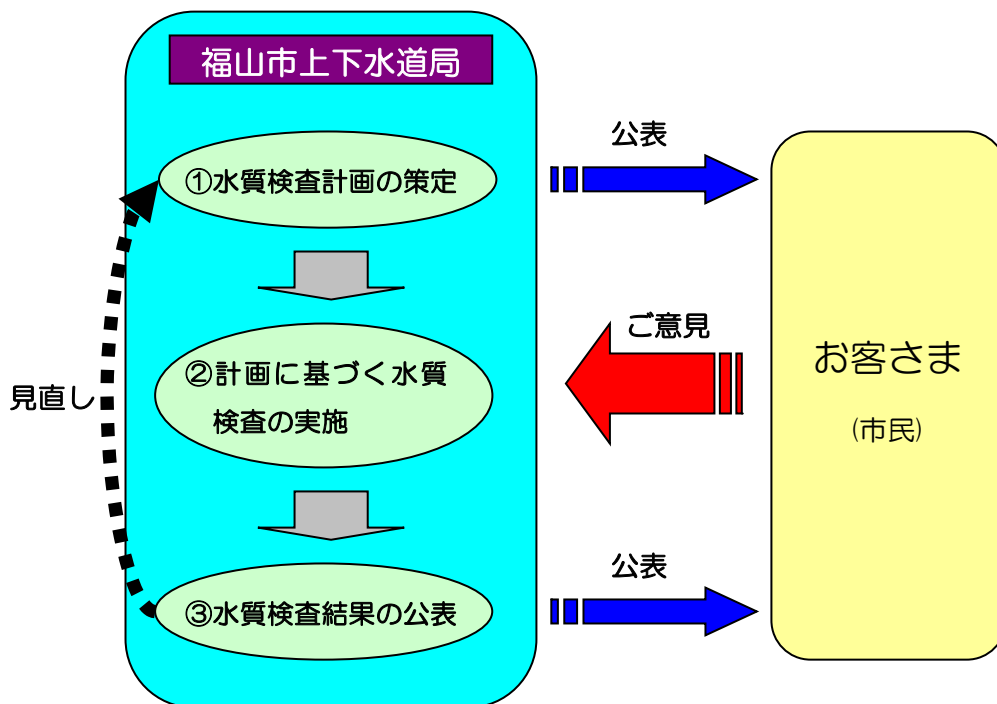 福山市上下水道局
公表
①水質検査計画の策定
ご意見
②計画に基づく水質
検査の実施
お客さま
(市民)
見直し
公表
③水質検査結果の公表